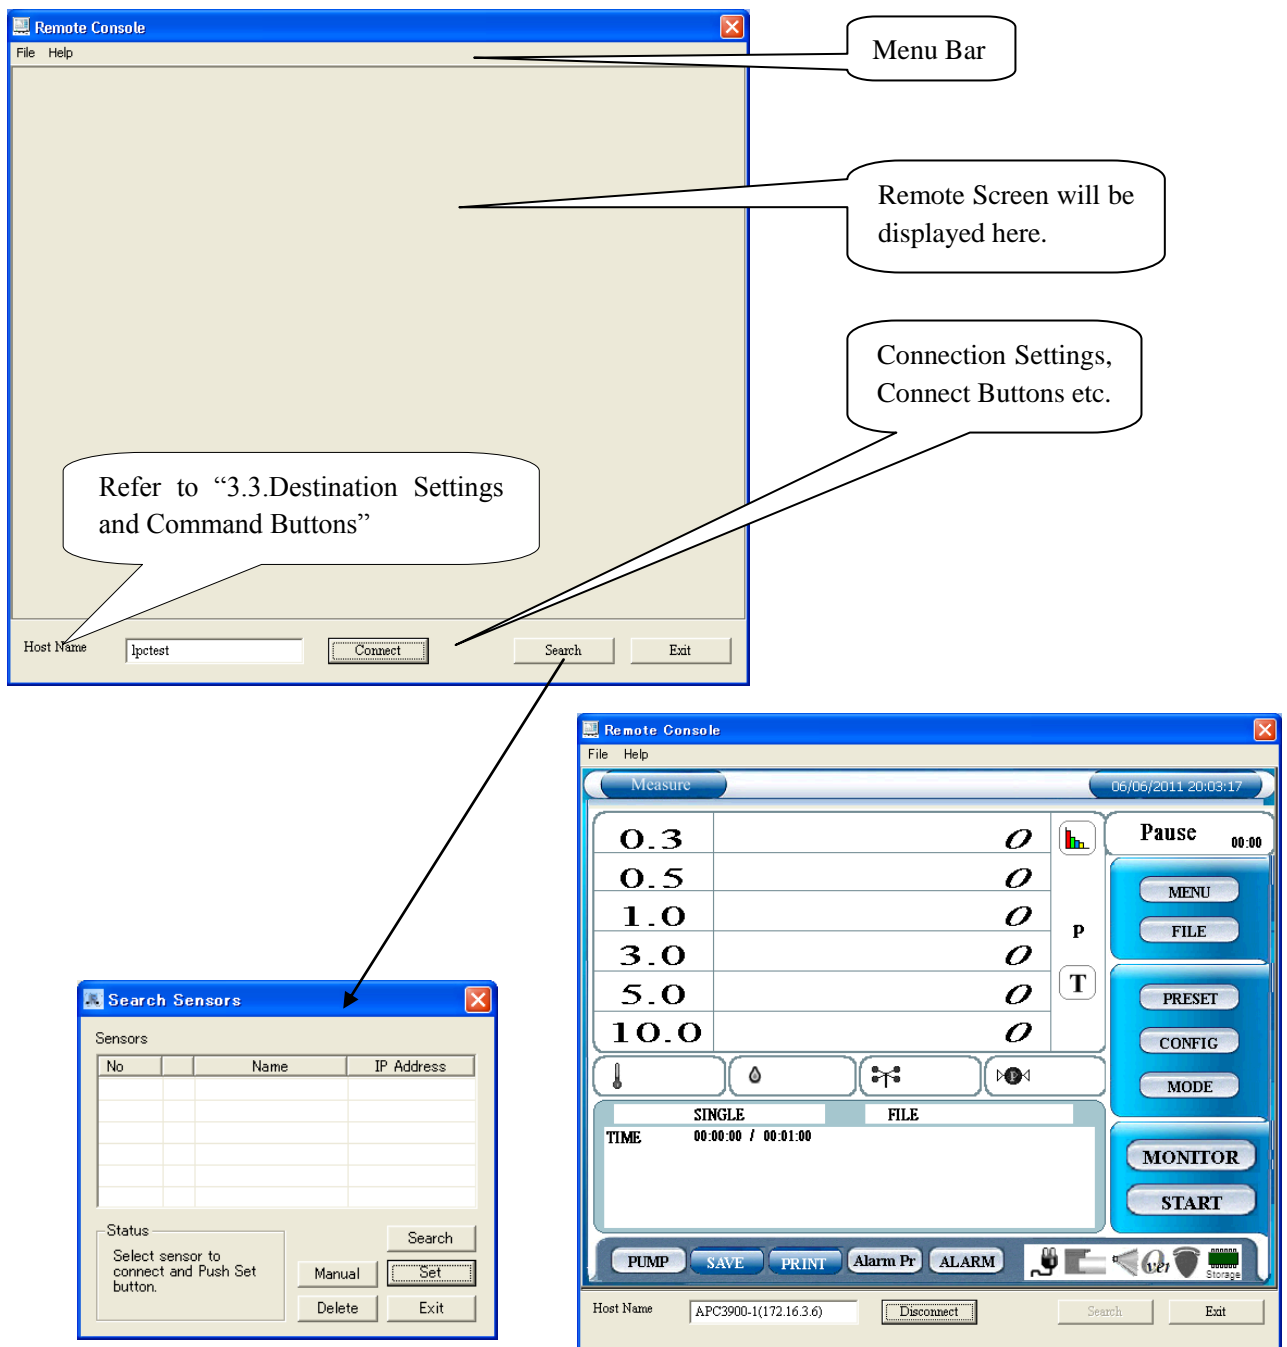 Remote Console
File Help
Menu Bar
Remote Screen will be
displayed here.
Connection Settings,
Connect Buttons etc.
Refer to “3.3.Destination Settings
and Command Buttons”
Host Name lpctest Connect Search Exit
Search Sensors
Sensors
No Name IP Address
Status
Select sensor to
connect and Push Set
button.
Search
Manual Set
Delete Exit
Remote Console
File Help
Measure 06/06/2011 20:03:17
0.3 0
0.5 0
1.0 0
3.0 0
5.0 0
10.0 0
P
T
Pause 00:00
MENU
FILE
PRESET
CONFIG
MODE
P
SINGLE FILE
TIME 00:00:00 / 00:01:00
MONITOR
START
PUMP SAVE PRINT Alarm Pr ALARM Over Storage
Host Name APC3900-1(172.16.3.6) Disconnect Search Exit